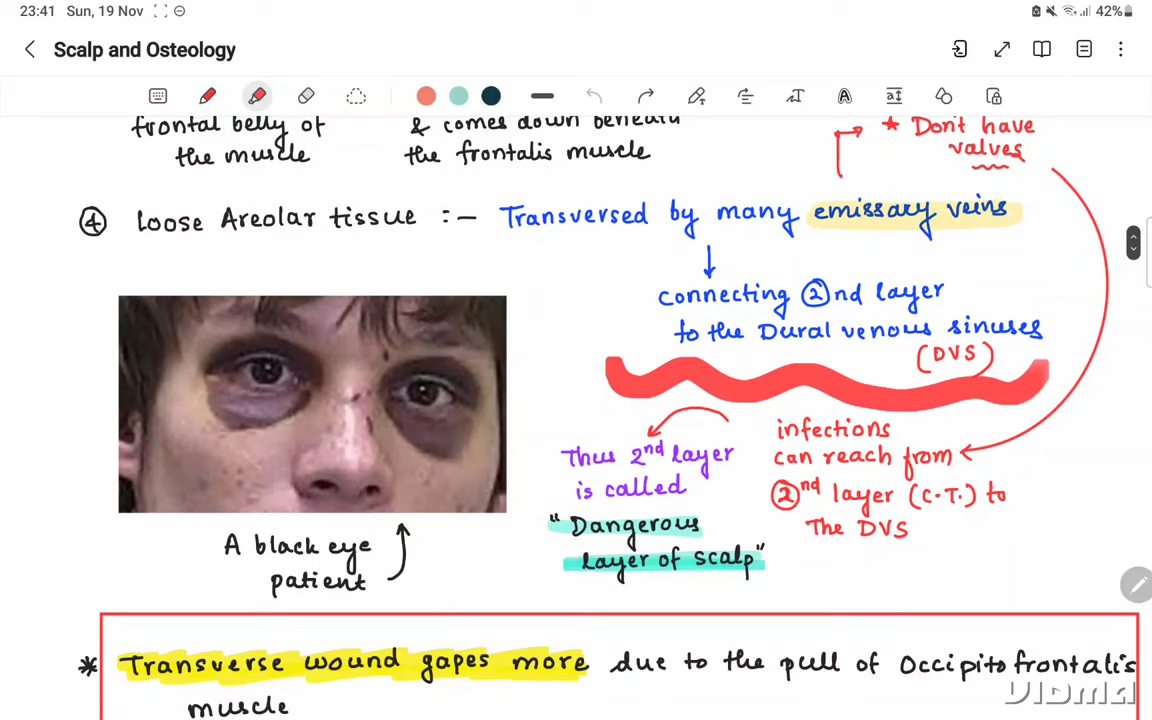 23:41 Sun, 19 Nov
42%
Scalp and Osteology
frontal belly of
the muscle
& comes down beneath
the frontalis muscle
* Don't have
valves
④ Loose Areolar tissue :- Transversed by many emissary veins
connecting ②nd layer
to the Dural venous sinuses
(DVS)
infections
can reach from
②nd layer (C.T.) to
The DVS
Thus 2nd layer
is called
"Dangerous
layer of scalp"
A black eye
patient
* Transverse wound gapes more due to the pull of Occipitofrontalis
muscle
VIDMA